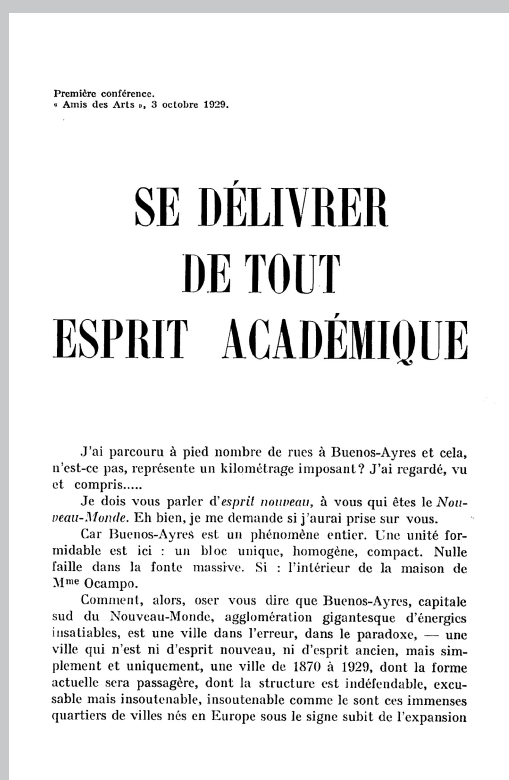 Première conférence.
« Amis des Arts », 3 octobre 1929.
SE DÉLIVRER
DE TOUT
ESPRIT ACADÉMIQUE
J'ai parcouru à pied nombre de rues à Buenos-Ayres et cela,
n'est-ce pas, représente un kilométrage imposant? J'ai regardé, vu
et compris.....
Je dois vous parler d'esprit nouveau, à vous qui êtes le Nou-
veau-Monde. Eh bien, je me demande si j'aurai prise sur vous.
Car Buenos-Ayres est un phénomène entier. Une unité for-
midable est ici : un bloc unique, homogène, compact. Nulle
faille dans la fonte massive. Si : l'intérieur de la maison de
Mme Ocampo.
Comment, alors, oser vous dire que Buenos-Ayres, capitale
sud du Nouveau-Monde, agglomération gigantesque d'énergies
insatiables, est une ville dans l'erreur, dans le paradoxe, — une
ville qui n'est ni d'esprit nouveau, ni d'esprit ancien, mais sim-
plement et uniquement, une ville de 1870 à 1929, dont la forme
actuelle sera passagère, dont la structure est indéfendable, excu-
sable mais insoutenable, insoutenable comme le sont ces immenses
quartiers de villes nés en Europe sous le signe subit de l'expansion